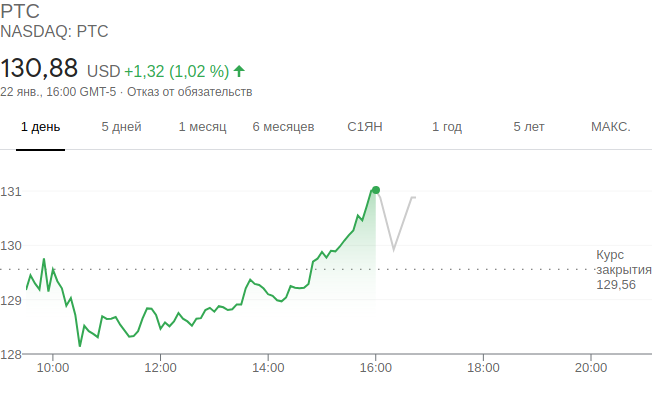 PTC
NASDAQ: PTC
130,88 USD +1,32 (1,02 %)
22 янв., 16:00 GMT-5 · Отказ от обязательств
1 день 5 дней 1 месяц 6 месяцев С1ЯН 1 год 5 лет МАКС.
131
130
Курс
закрытия
129,56
129
128
10:00 12:00 14:00 16:00 18:00 20:00